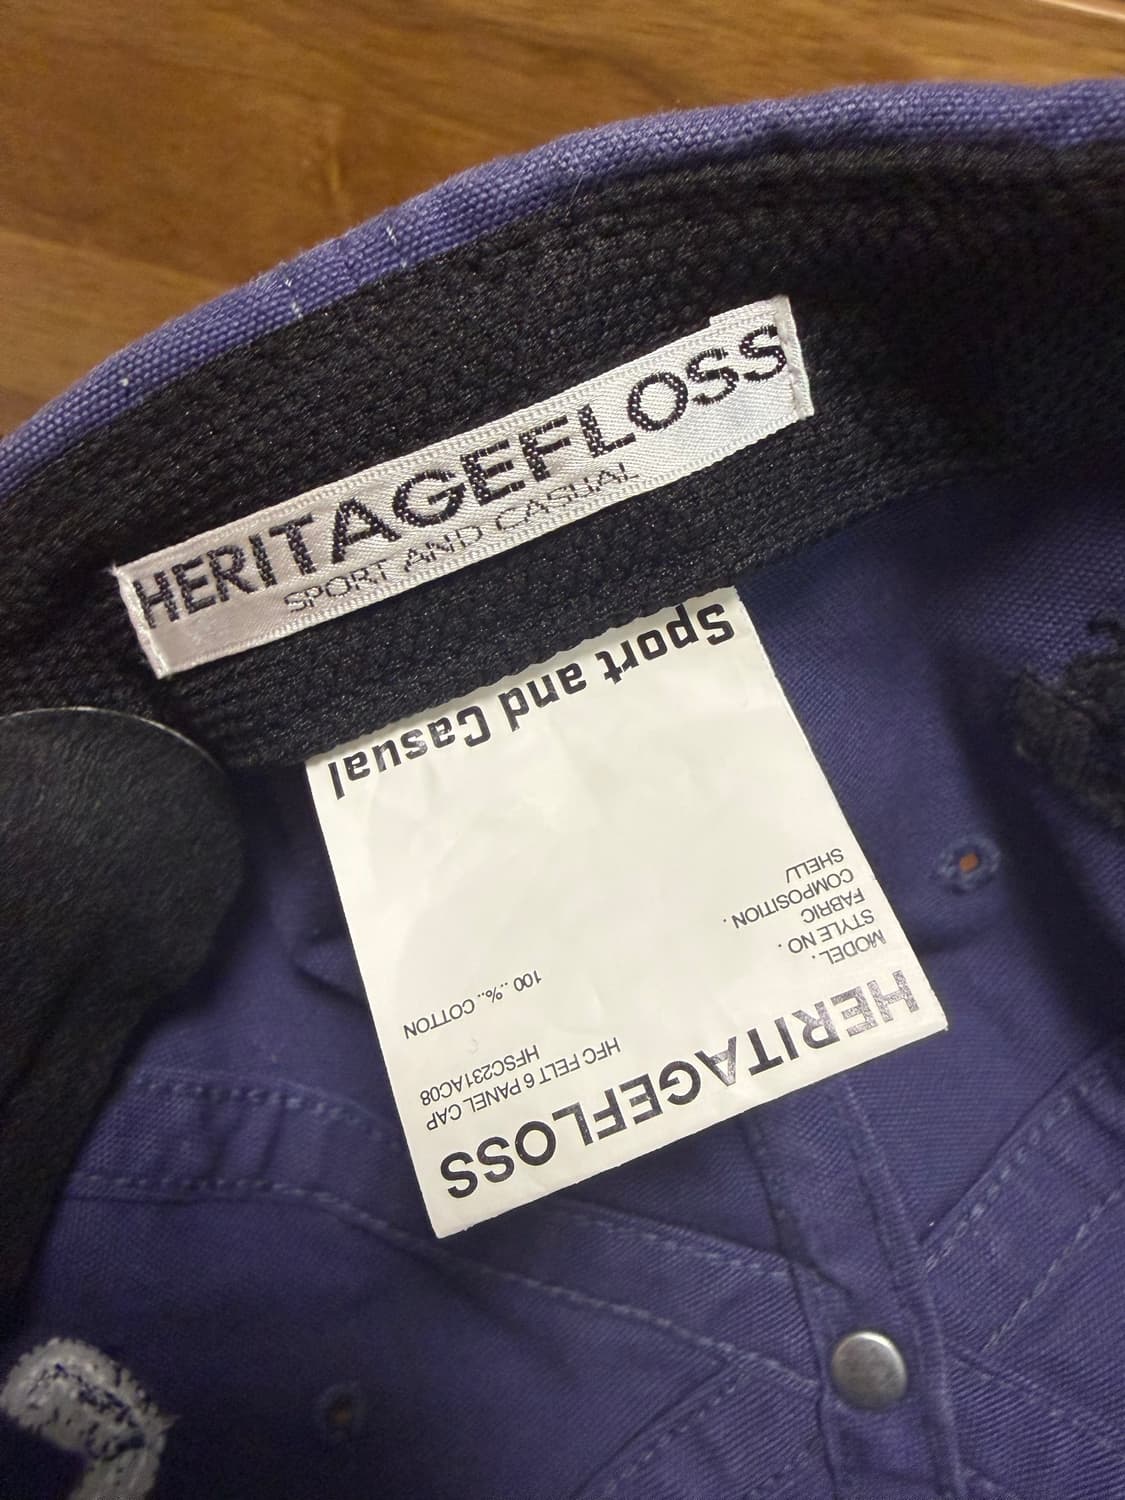 HERITAGEFLOSS
SPORT AND CASUAL
HERITAGEFLOSS
MODEL. HFC FELT 6 PANEL CAP
STYLE NO. HFSC231AC08
FABRIC
COMPOSITION.
SHELL/ 100..%.. COTTON
Sport and Casual